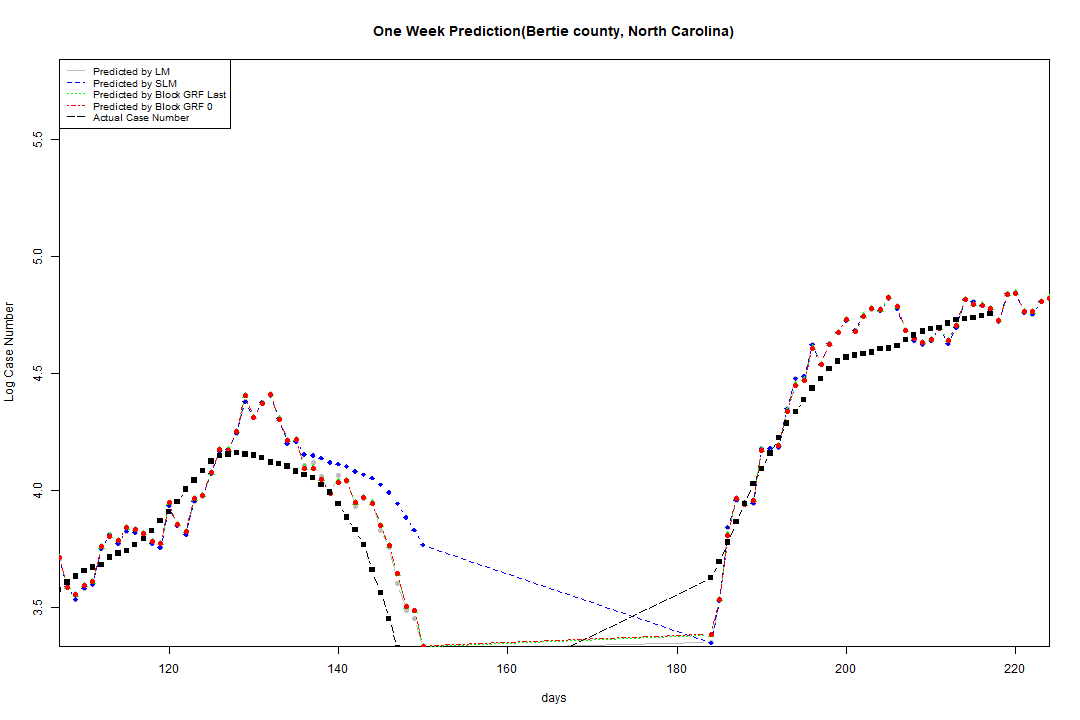 One Week Prediction(Bertie county, North Carolina)
Predicted by LM
Predicted by SLM
Predicted by Block GRF Last
Predicted by Block GRF 0
Actual Case Number
5.5
5.0
4.5
4.0
3.5
Log Case Number
120 140 160 180 200 220
days